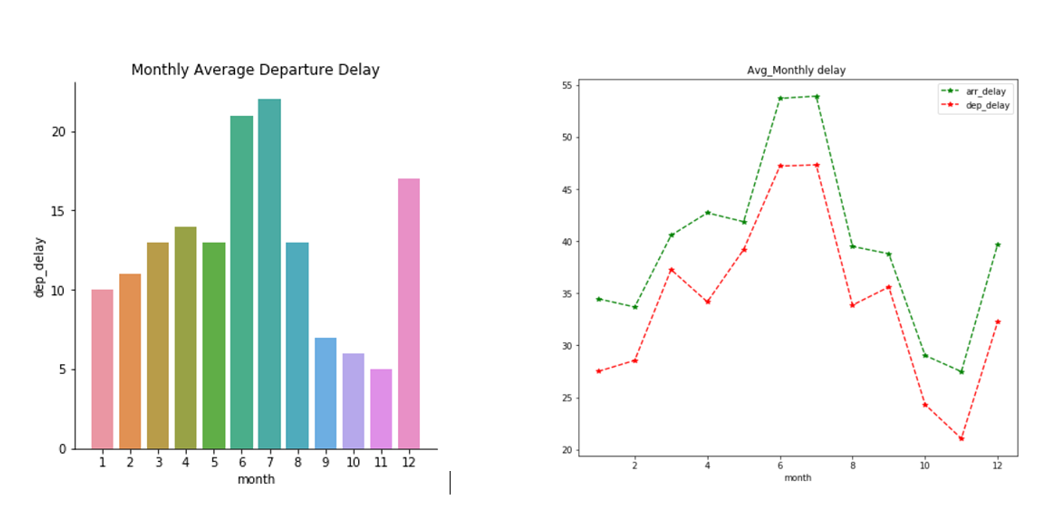 Monthly Average Departure Delay
20
15
10
5
0
dep_delay
1 2 3 4 5 6 7 8 9 10 11 12
month
Avg_Monthly delay
arr_delay
dep_delay
55
50
45
40
35
30
25
20
2 4 6 8 10 12
month